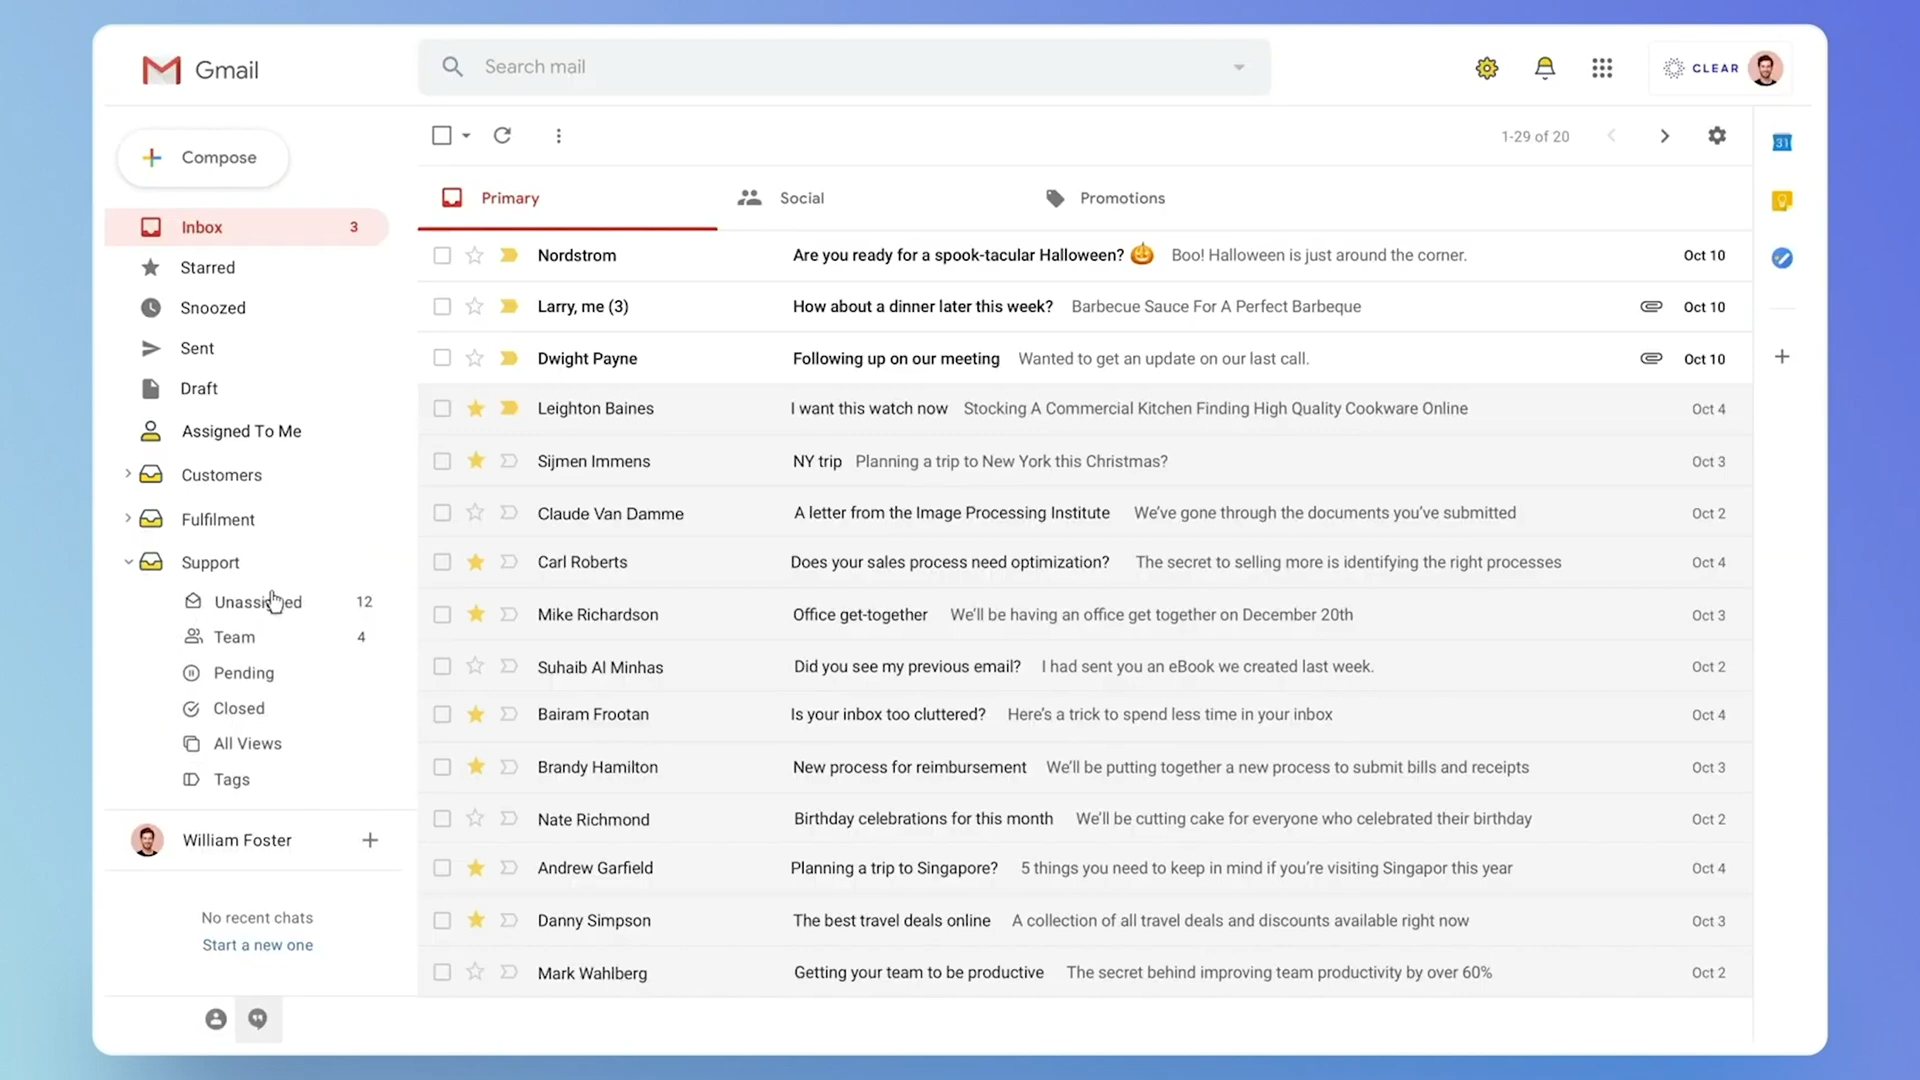 Gmail
Search mail
CLEAR
Compose
1-29 of 20
31
Inbox 3
Starred
Snoozed
Sent
Draft
Assigned To Me
Customers
Fulfilment
Support
Unassigned 12
Team 4
Pending
Closed
All Views
Tags
William Foster
No recent chats
Start a new one
Primary Social Promotions
Nordstrom Are you ready for a spook-tacular Halloween? 🎃 Boo! Halloween is just around the corner. Oct 10
Larry, me (3) How about a dinner later this week? Barbecue Sauce For A Perfect Barbeque Oct 10
Dwight Payne Following up on our meeting Wanted to get an update on our last call. Oct 10
Leighton Baines I want this watch now Stocking A Commercial Kitchen Finding High Quality Cookware Online Oct 4
Sijmen Immens NY trip Planning a trip to New York this Christmas? Oct 3
Claude Van Damme A letter from the Image Processing Institute We've gone through the documents you've submitted Oct 2
Carl Roberts Does your sales process need optimization? The secret to selling more is identifying the right processes Oct 4
Mike Richardson Office get-together We'll be having an office get together on December 20th Oct 3
Suhaib Al Minhas Did you see my previous email? I had sent you an eBook we created last week. Oct 2
Bairam Frootan Is your inbox too cluttered? Here's a trick to spend less time in your inbox Oct 4
Brandy Hamilton New process for reimbursement We'll be putting together a new process to submit bills and receipts Oct 3
Nate Richmond Birthday celebrations for this month We'll be cutting cake for everyone who celebrated their birthday Oct 2
Andrew Garfield Planning a trip to Singapore? 5 things you need to keep in mind if you're visiting Singapor this year Oct 4
Danny Simpson The best travel deals online A collection of all travel deals and discounts available right now Oct 3
Mark Wahlberg Getting your team to be productive The secret behind improving team productivity by over 60% Oct 2